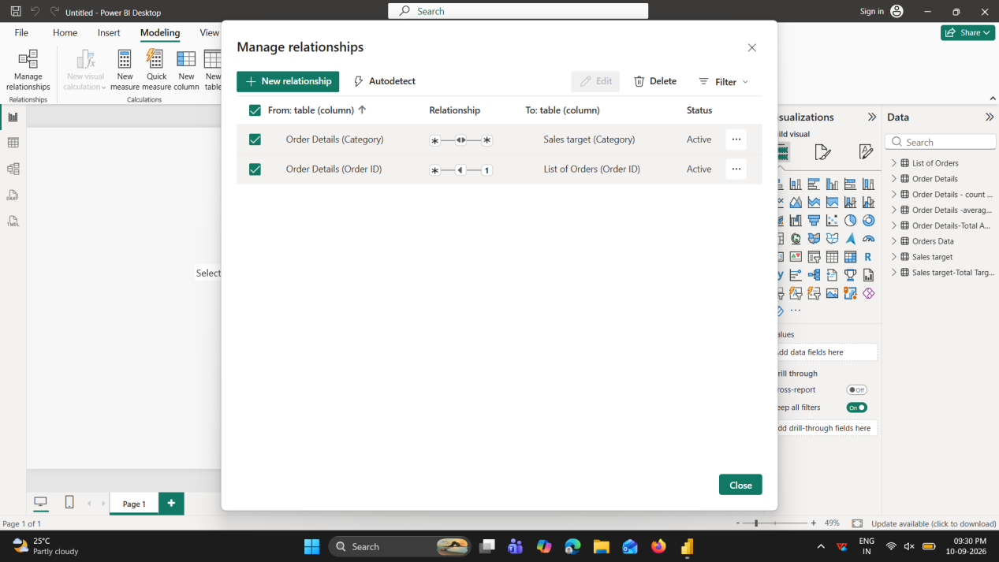 Untitled - Power BI Desktop
Search
Sign in
File
Home
Insert
Modeling
View
Share
Manage
relationships
New visual
calculation
New
measure
Quick
measure
New
column
New
table
Relationships
Calculations
Manage relationships
New relationship
Autodetect
Edit
Delete
Filter
From: table (column)
Relationship
To: table (column)
Status
Order Details (Category)
* *
Sales target (Category)
Active
...
Order Details (Order ID)
* 1
List of Orders (Order ID)
Active
...
Close
Select
DAX
TMDL
sualizations
ild visual
R
y
...
alues
dd data fields here
rill through
ross-report
Off
eep all filters
On
dd drill-through fields here
Data
Search
List of Orders
Order Details
Order Details - count ...
Order Details -averag...
Order Details-Total A...
Orders Data
Sales target
Sales target-Total Targ...
Page 1
+
Page 1 of 1
- + 49%
Update available (click to download)
25°C
Partly cloudy
Search
ENG
IN
09:30 PM
10-09-2026